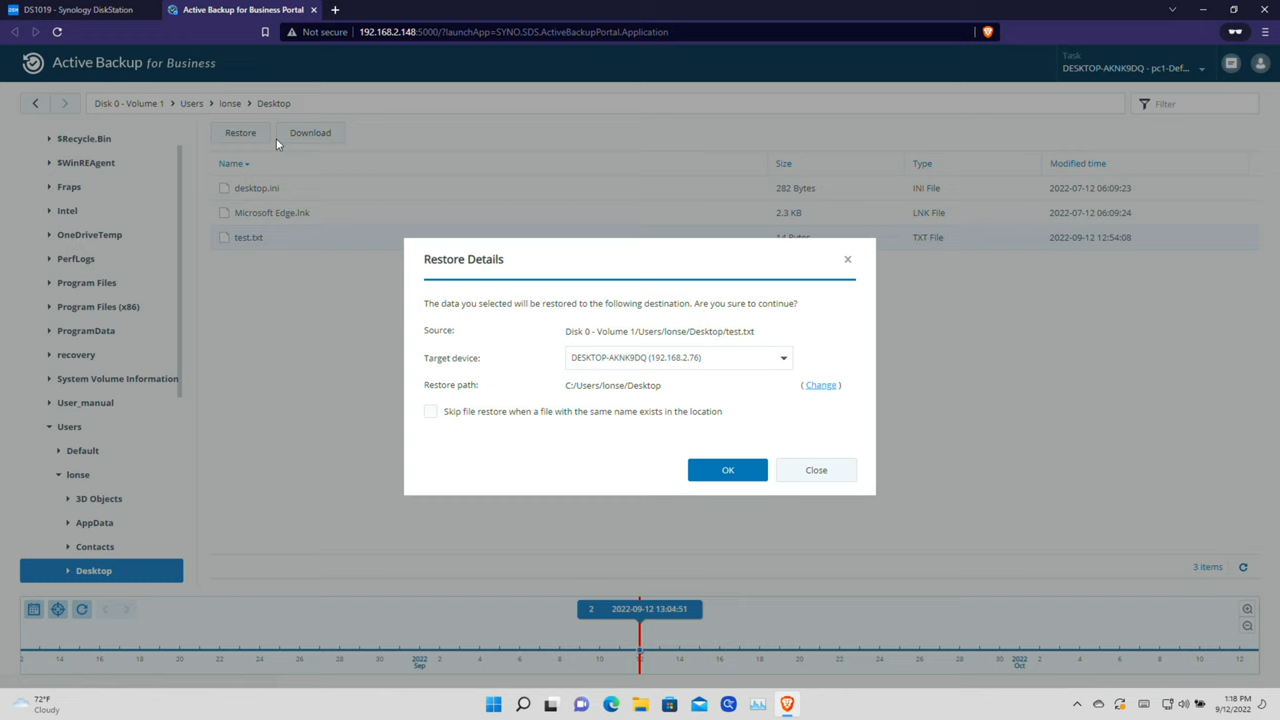 DS1019 - Synology DiskStation
Active Backup for Business Portal
Not secure
192.168.2.148:5000/?launchApp=SYNO.SDS.ActiveBackupPortal.Application
Active Backup for Business
Task
DESKTOP-AKNK9DQ - pc1-Def...
Disk 0 - Volume 1 > Users > lonse > Desktop
Filter
$Recycle.Bin
$WinREAgent
Fraps
Intel
OneDriveTemp
PerfLogs
Program Files
Program Files (x86)
ProgramData
recovery
System Volume Information
User_manual
Users
Default
lonse
3D Objects
AppData
Contacts
Desktop
Restore
Download
Name
Size
Type
Modified time
desktop.ini
282 Bytes
INI File
2022-07-12 06:09:23
Microsoft Edge.lnk
2.3 KB
LNK File
2022-07-12 06:09:24
test.txt
14 Bytes
TXT File
2022-09-12 12:54:08
Restore Details
The data you selected will be restored to the following destination. Are you sure to continue?
Source:
Disk 0 - Volume 1/Users/lonse/Desktop/test.txt
Target device:
DESKTOP-AKNK9DQ (192.168.2.76)
Restore path:
C:/Users/lonse/Desktop
( Change )
Skip file restore when a file with the same name exists in the location
OK
Close
3 items
2 2022-09-12 13:04:51
2 14 16 18 20 22 24 26 28 30 2022 Sep 2 4 6 8 10 12 14 16 18 20 22 24 26 28 2022 Oct 2 4 6 8 10 12
72°F
Cloudy
1:18 PM
9/12/2022